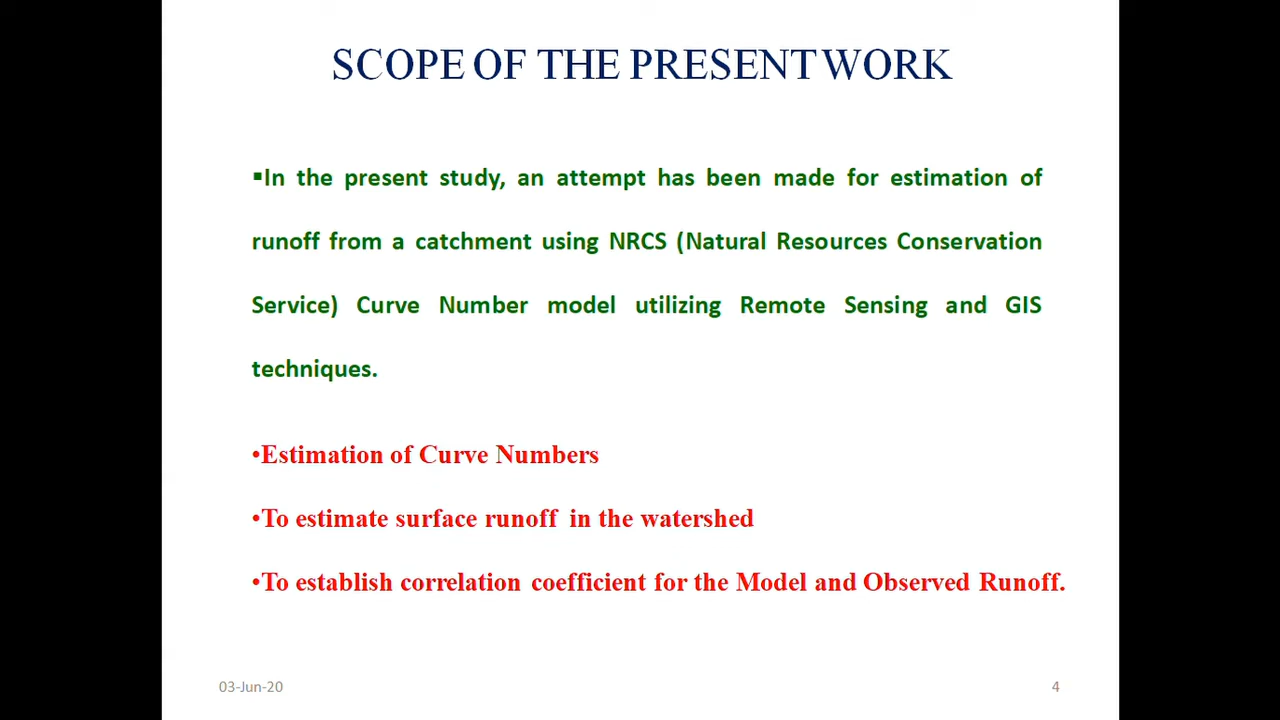 SCOPE OF THE PRESENT WORK
▪In the present study, an attempt has been made for estimation of
runoff from a catchment using NRCS (Natural Resources Conservation
Service) Curve Number model utilizing Remote Sensing and GIS
techniques.
•Estimation of Curve Numbers
•To estimate surface runoff in the watershed
•To establish correlation coefficient for the Model and Observed Runoff.
03-Jun-20
4